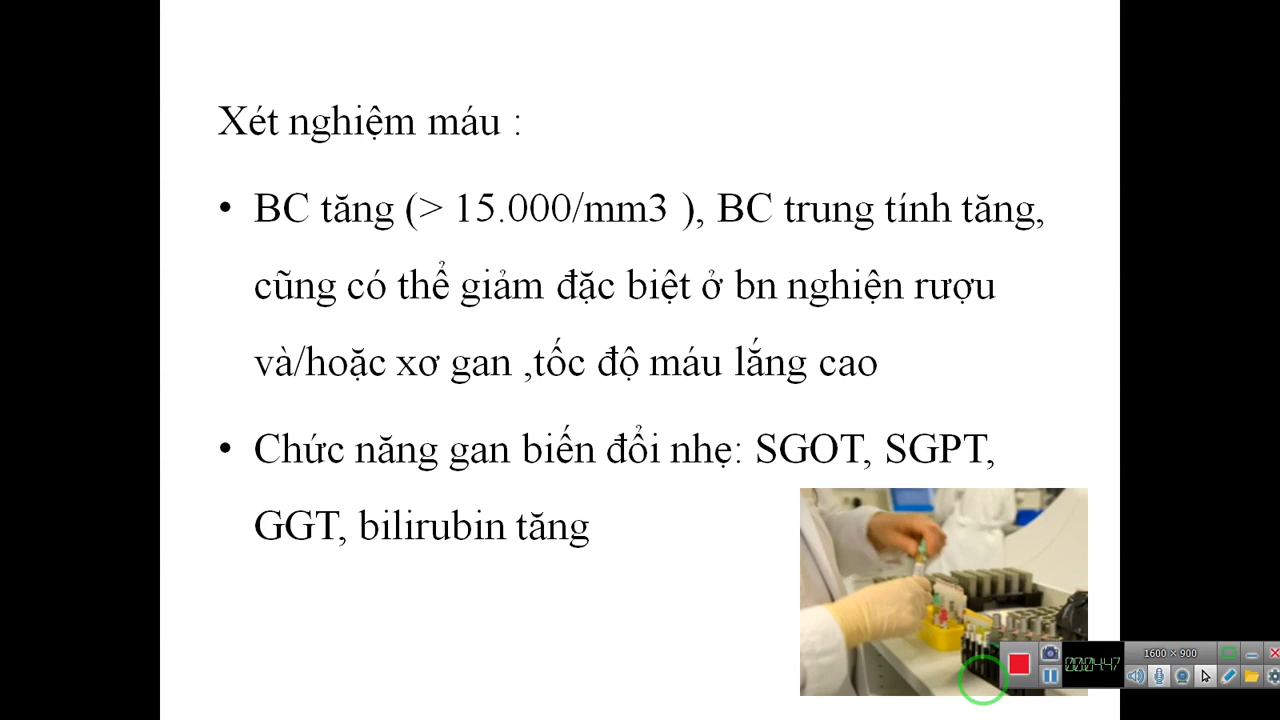 Xét nghiệm máu :
• BC tăng (> 15.000/mm3 ), BC trung tính tăng,
cũng có thể giảm đặc biệt ở bn nghiện rượu
và/hoặc xơ gan ,tốc độ máu lắng cao
• Chức năng gan biến đổi nhẹ: SGOT, SGPT,
GGT, bilirubin tăng
1600 × 900